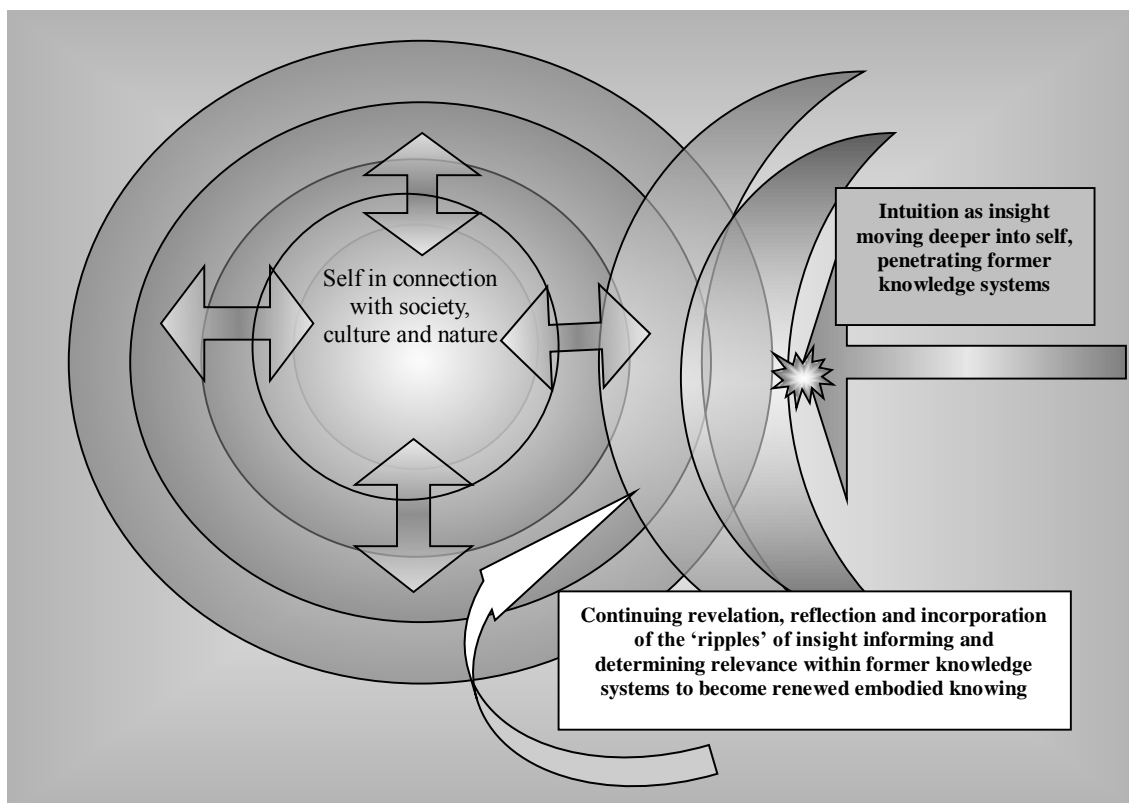 Self in connection
with society,
culture and nature
Intuition as insight
moving deeper into self,
penetrating former
knowledge systems
Continuing revelation, reflection and incorporation
of the ‘ripples’ of insight informing and
determining relevance within former knowledge
systems to become renewed embodied knowing